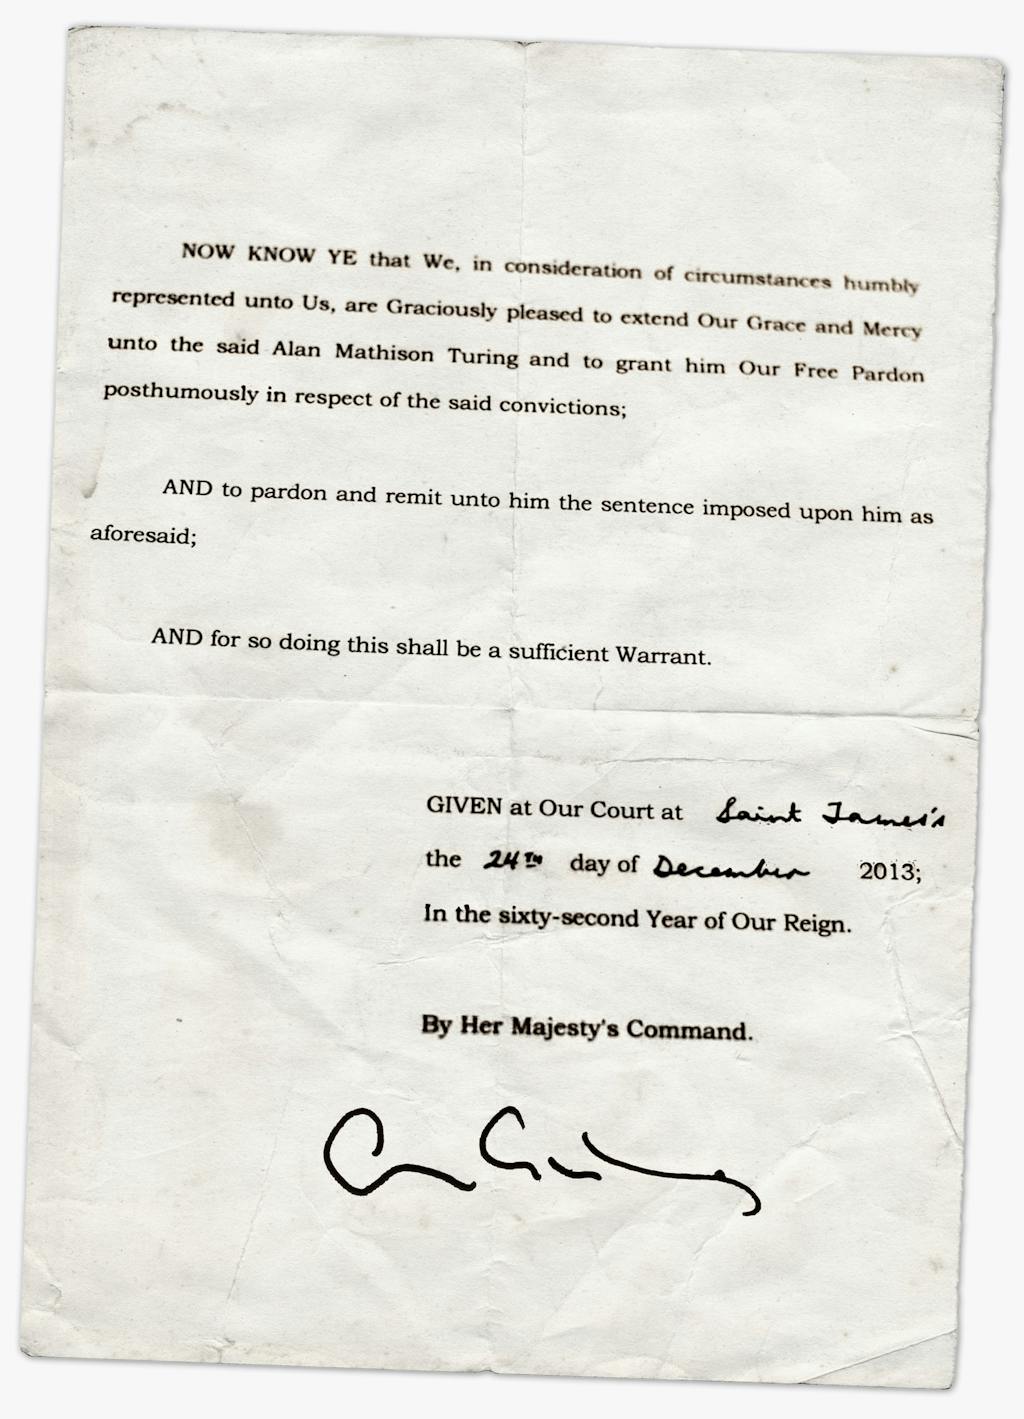 NOW KNOW YE that We, in consideration of circumstances humbly
represented unto Us, are Graciously pleased to extend Our Grace and Mercy
unto the said Alan Mathison Turing and to grant him Our Free Pardon
posthumously in respect of the said convictions;
AND to pardon and remit unto him the sentence imposed upon him as
aforesaid;
AND for so doing this shall be a sufficient Warrant.
GIVEN at Our Court at Saint James's
the 24TH day of December 2013;
In the sixty-second Year of Our Reign.
By Her Majesty's Command.